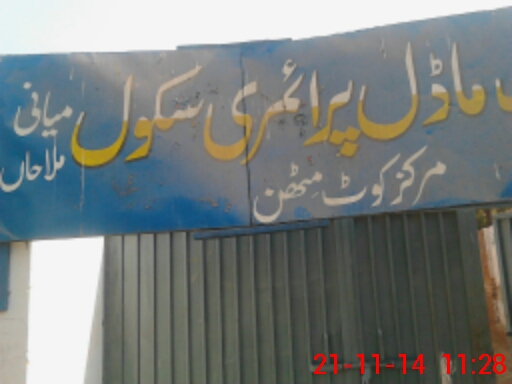 ماڈل پرائمری سکول
میانی ملاحاں
مرکز کوٹ مٹھن
21-11-14 11:28